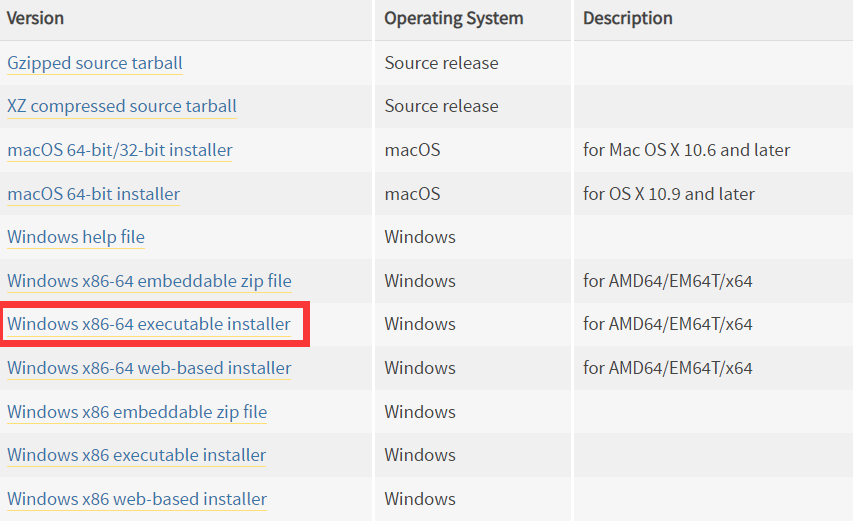 Version Operating System Description
Gzipped source tarball Source release
XZ compressed source tarball Source release
macOS 64-bit/32-bit installer macOS for Mac OS X 10.6 and later
macOS 64-bit installer macOS for OS X 10.9 and later
Windows help file Windows
Windows x86-64 embeddable zip file Windows for AMD64/EM64T/x64
Windows x86-64 executable installer Windows for AMD64/EM64T/x64
Windows x86-64 web-based installer Windows for AMD64/EM64T/x64
Windows x86 embeddable zip file Windows
Windows x86 executable installer Windows
Windows x86 web-based installer Windows